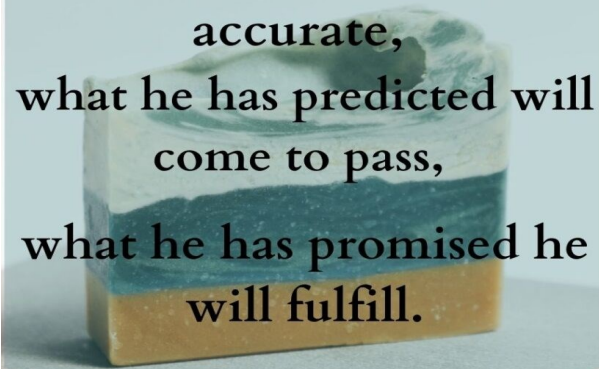 accurate,
what he has predicted will
come to pass,
what he has promised he
will fulfill.